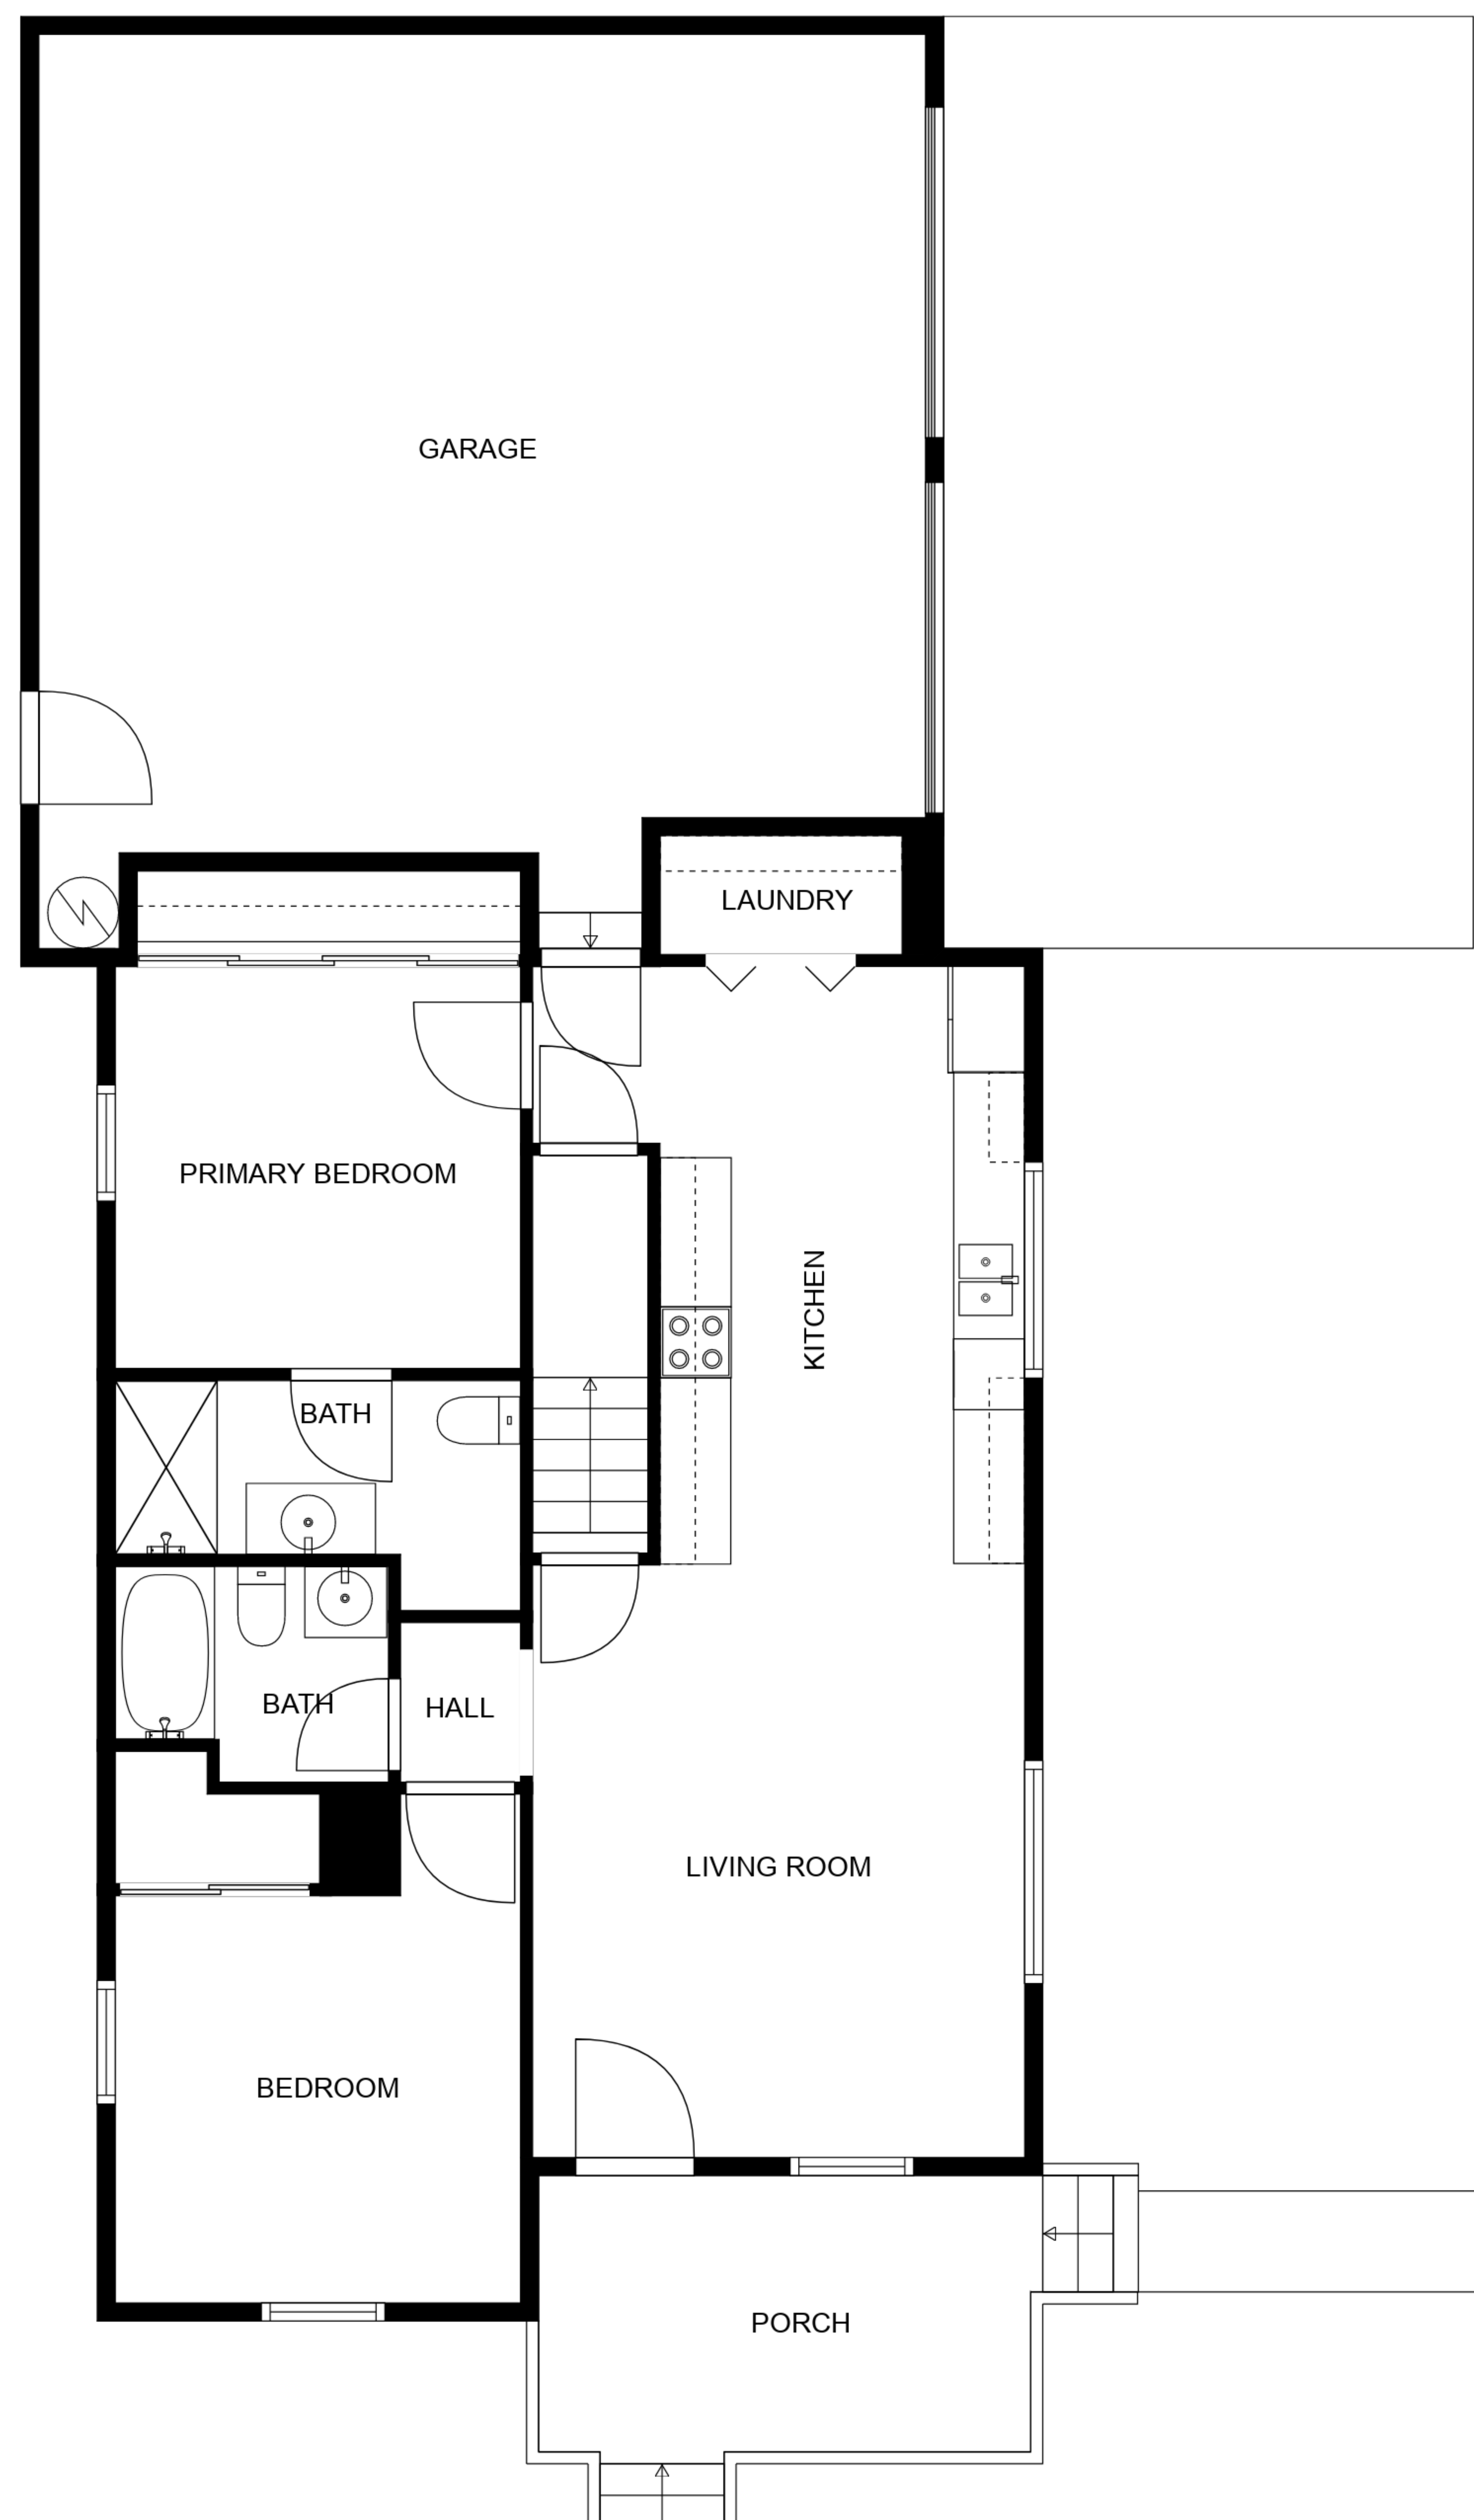 GARAGE
LAUNDRY
PRIMARY BEDROOM
KITCHEN
BATH
BATH
HALL
LIVING ROOM
BEDROOM
PORCH